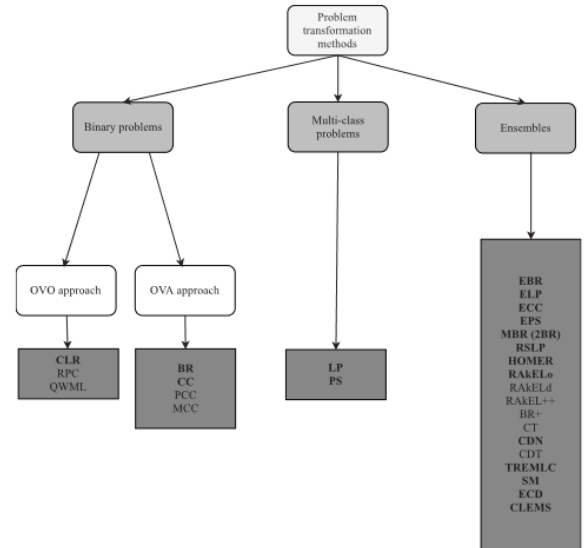 Problem
transformation
methods
Binary problems
Multi-class
problems
Ensembles
OVO approach
OVA approach
CLR
RPC
QWML
BR
CC
PCC
MCC
LP
PS
EBR
ELP
ECC
EPS
MBR (2BR)
RSLP
HOMER
RAkELo
RAkELd
RAkEL++
BR+
CT
CDN
CDT
TREMLC
SM
ECD
CLEMS